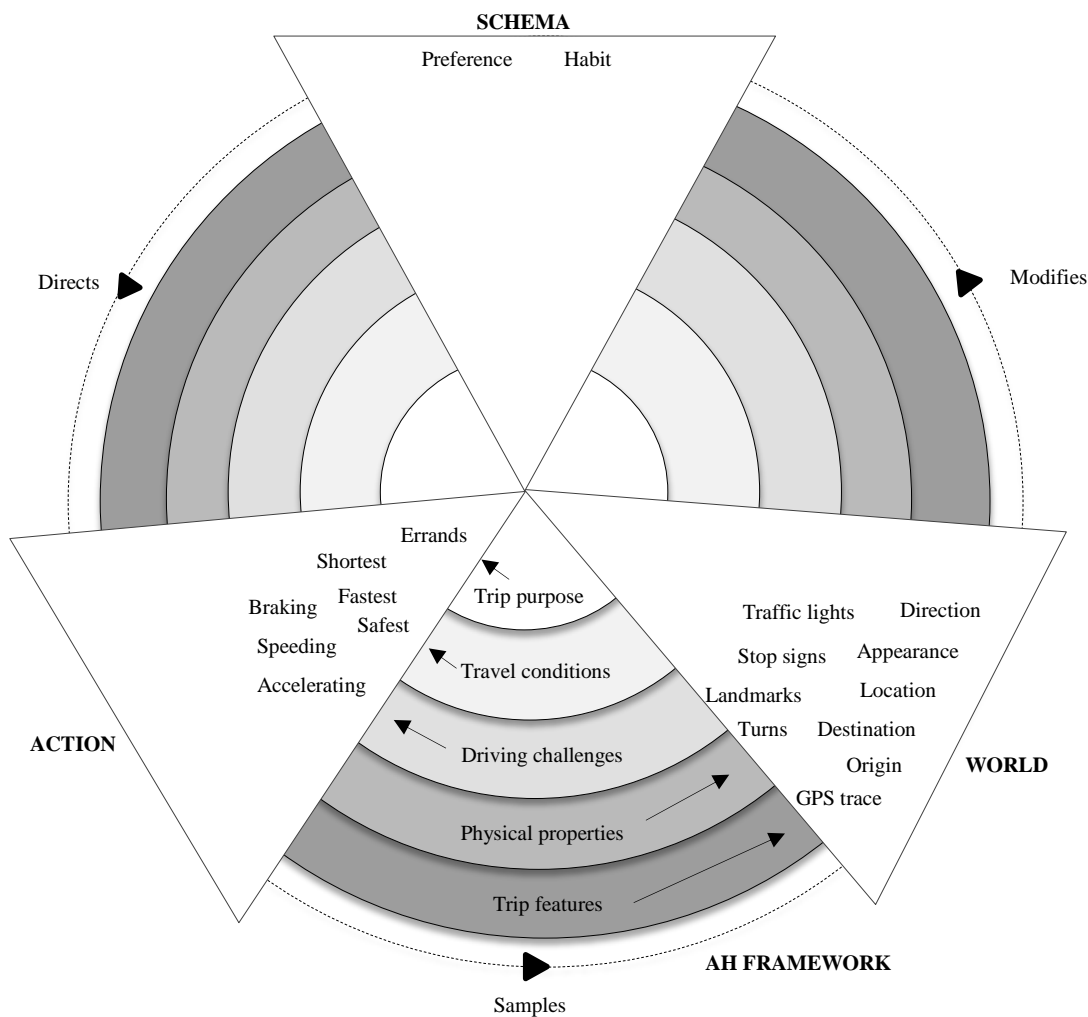 SCHEMA
Preference Habit
Directs
Modifies
Errands
Shortest
Braking Fastest
Safest
Speeding
Accelerating
ACTION
Trip purpose
Travel conditions
Driving challenges
Physical properties
Trip features
Traffic lights Direction
Stop signs Appearance
Landmarks Location
Turns Destination
Origin
GPS trace
WORLD
AH FRAMEWORK
Samples